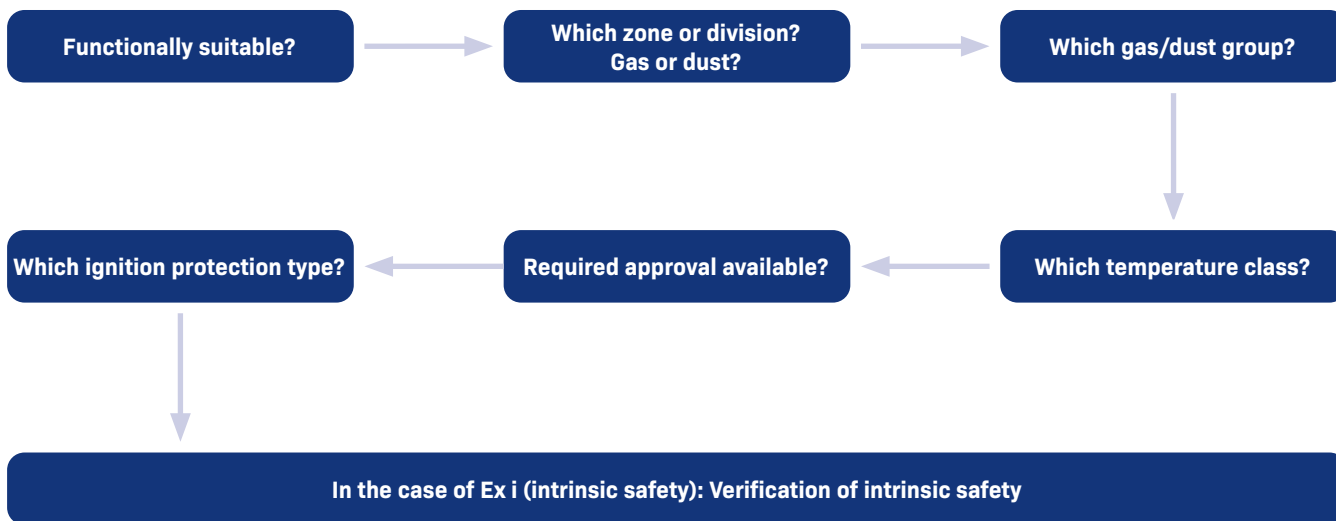 Functionally suitable?
Which zone or division?
Gas or dust?
Which gas/dust group?
Which temperature class?
Required approval available?
Which ignition protection type?
In the case of Ex i (intrinsic safety): Verification of intrinsic safety